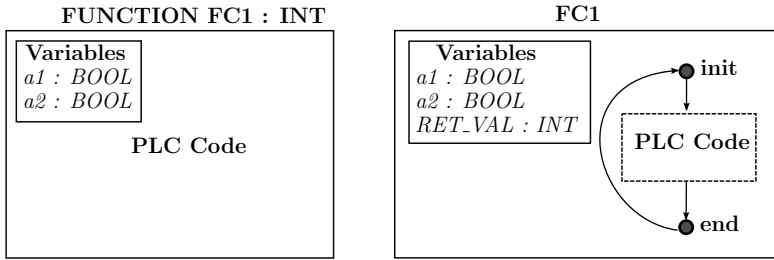 FUNCTION FC1 : INT
Variables
a1 : BOOL
a2 : BOOL
PLC Code
FC1
Variables
a1 : BOOL
a2 : BOOL
RET_VAL : INT
init
PLC Code
end